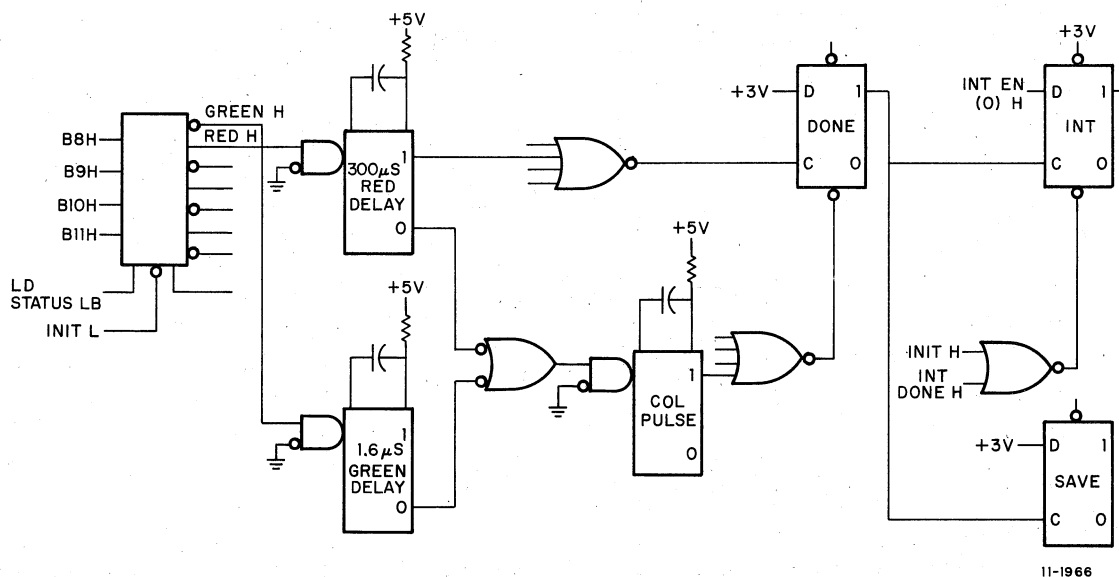 +5V
+3V
GREEN H
RED H
B8H
B9H
B10H
B11H
LD
STATUS LB
INIT L
1
300μS
RED
DELAY
0
+3V
D 1
DONE
C 0
INT EN
(0) H
D 1
INT
C 0
+5V
1
1.6μS
GREEN
DELAY
0
+5V
1
COL
PULSE
0
INIT H
INT
DONE H
+3V
D 1
SAVE
C 0
11-1966